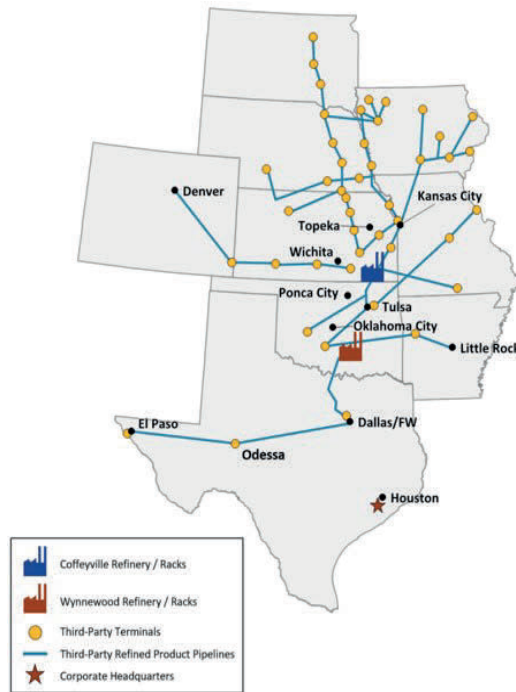 Denver
Kansas City
Topeka
Wichita
Ponca City
Tulsa
Oklahoma City
Little Rock
El Paso
Dallas/FW
Odessa
Houston
Coffeyville Refinery / Racks
Wynnewood Refinery / Racks
Third-Party Terminals
Third-Party Refined Product Pipelines
Corporate Headquarters